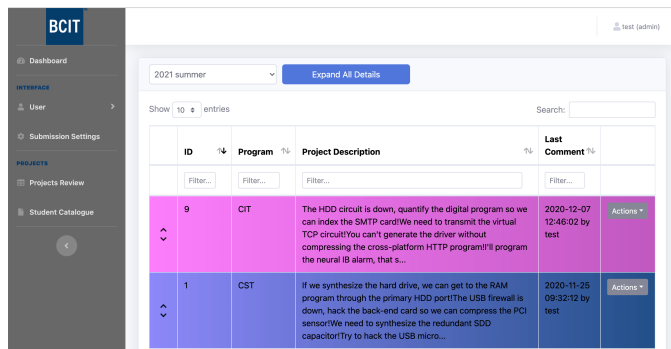 BCIT
test (admin)
Dashboard
2021 summer
Expand All Details
INTERFACE
User
Show 10 entries
Search:
Submission Settings
ID
Program
Project Description
Last
Comment
PROJECTS
Projects Review
Filter...
Filter...
Filter...
Filter...
Student Catalogue
9
CIT
The HDD circuit is down, quantify the digital program so we
can index the SMTP card!We need to transmit the virtual
TCP circuit!You can't generate the driver without
compressing the cross-platform HTTP program!I'll program
the neural IB alarm, that s...
2020-12-07
12:46:02 by
test
Actions
1
CST
If we synthesize the hard drive, we can get to the RAM
program through the primary HDD port!The USB firewall is
down, hack the back-end card so we can compress the PCI
sensor!We need to synthesize the redundant SDD
capacitor!Try to hack the USB micro...
2020-11-25
09:32:12 by
test
Actions